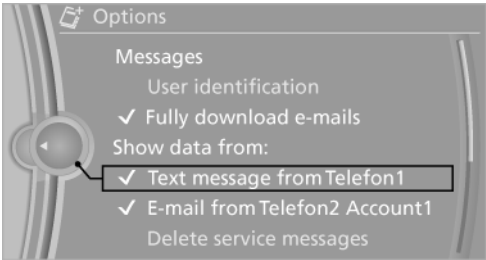 Options
Messages
User identification
✓ Fully download e-mails
Show data from:
✓ Text message from Telefon1
✓ E-mail from Telefon2 Account1
Delete service messages